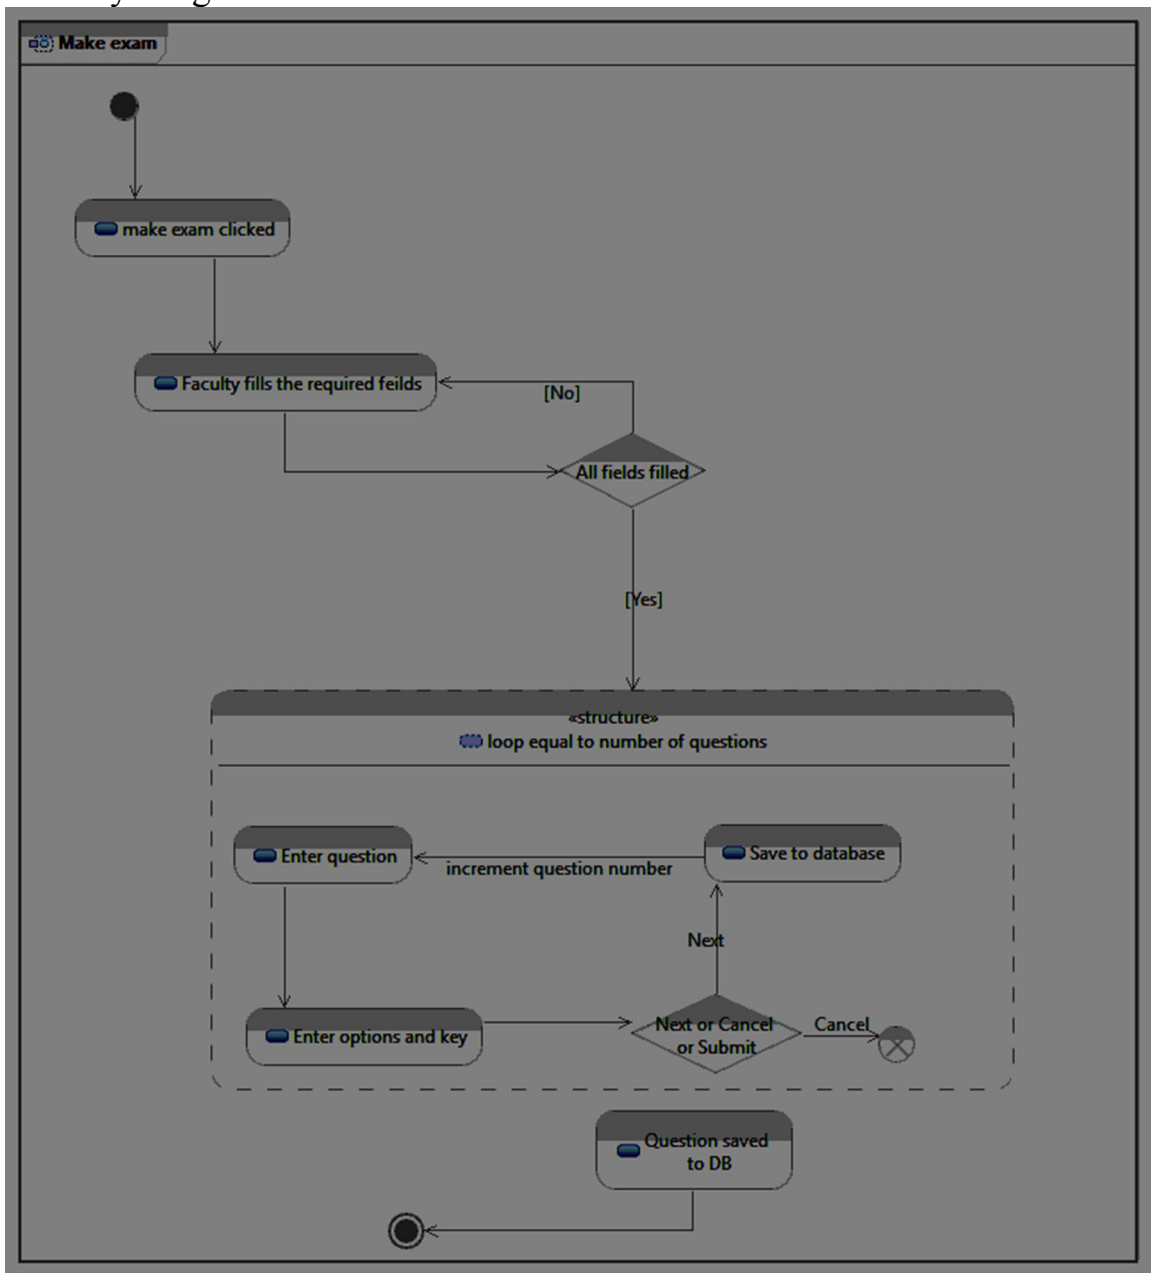 Make exam
make exam clicked
Faculty fills the required feilds
[No]
All fields filled
[Yes]
«structure»
loop equal to number of questions
Enter question
increment question number
Save to database
Next
Enter options and key
Next or Cancel
or Submit
Cancel
Question saved
to DB